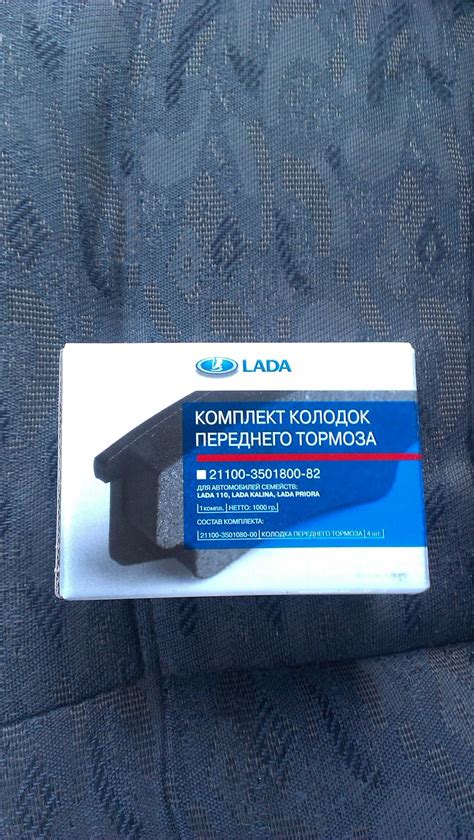 LADA
КОМПЛЕКТ КОЛОДОК
ПЕРЕДНЕГО ТОРМОЗА
21100-3501800-82
ДЛЯ АВТОМОБИЛЕЙ СЕМЕЙСТВ:
LADA 110, LADA KALINA, LADA PRIORA
1 компл. НЕТТО: 1000 гр.
СОСТАВ КОМПЛЕКТА:
21100-3501080-00 КОЛОДКА ПЕРЕДНЕГО ТОРМОЗА 4 шт.